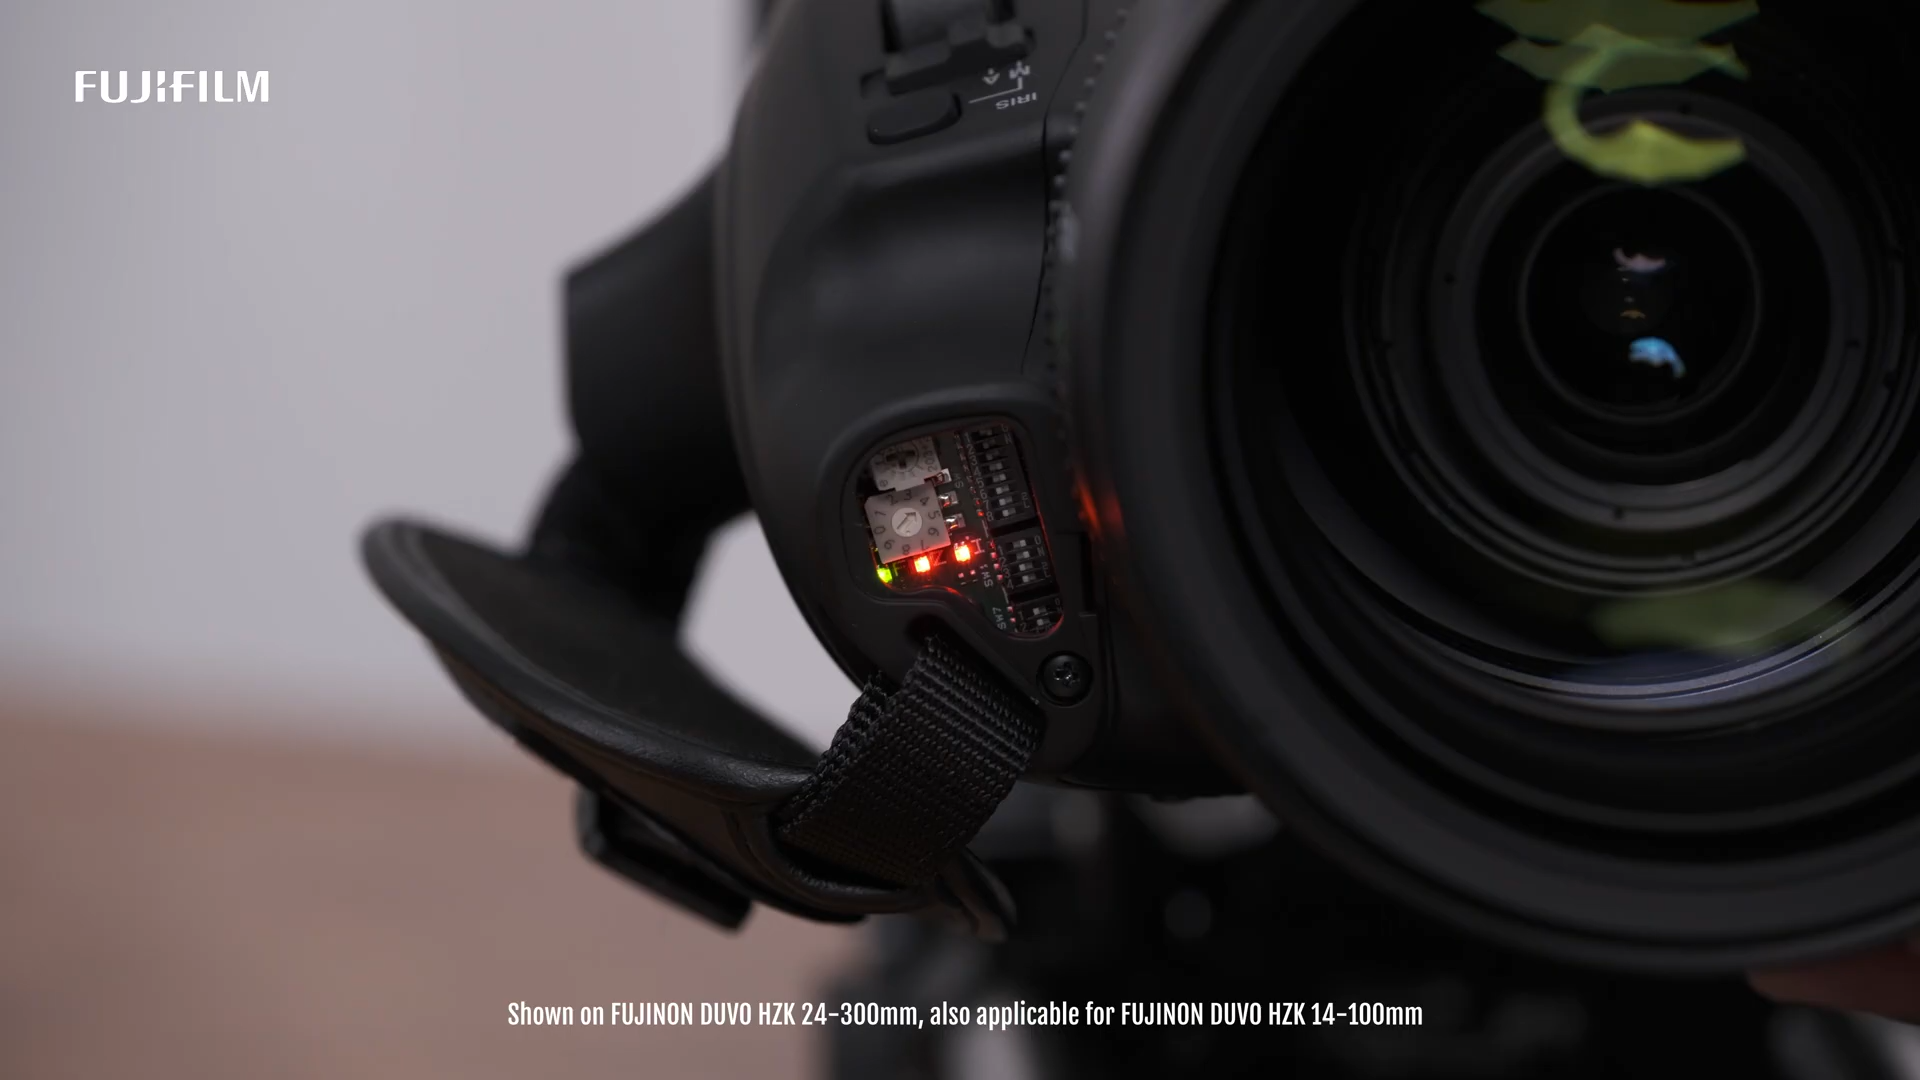 FUJIFILM
M
A
IRIS
SW7
Shown on FUJINON DUVO HZK 24-300mm, also applicable for FUJINON DUVO HZK 14-100mm